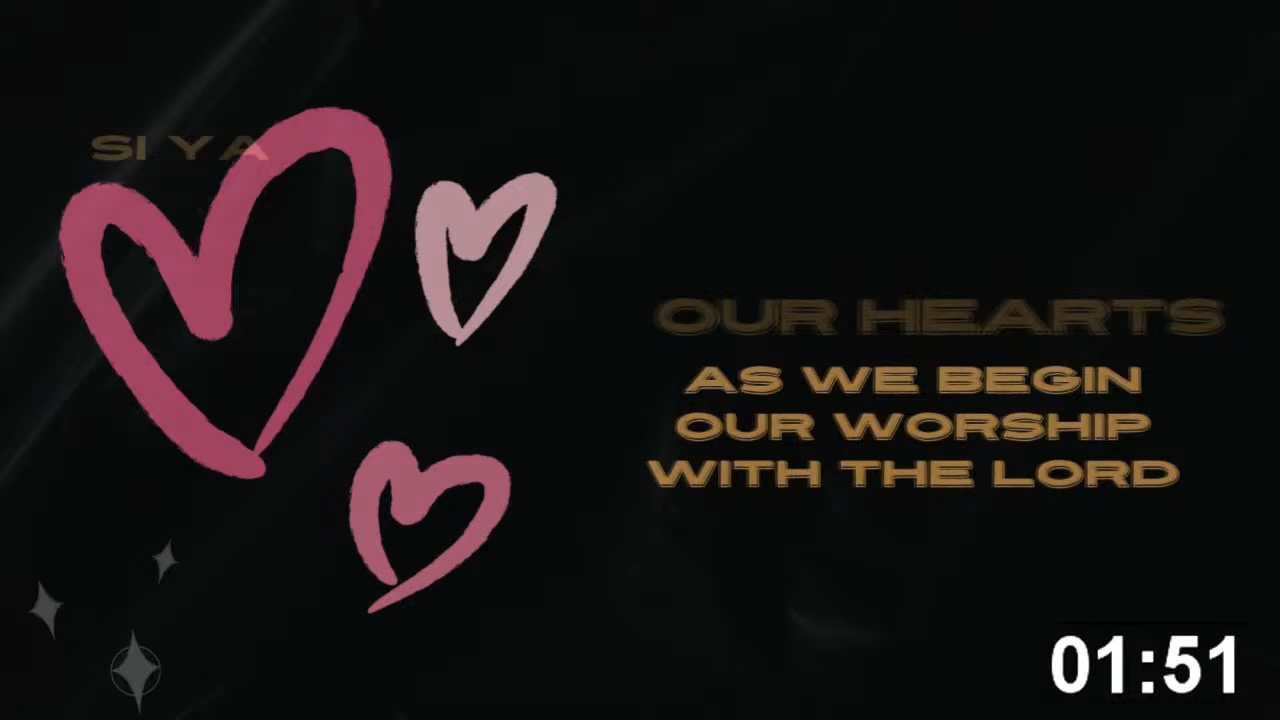 SI YA
OUR HEARTS
AS WE BEGIN
OUR WORSHIP
WITH THE LORD
01:51